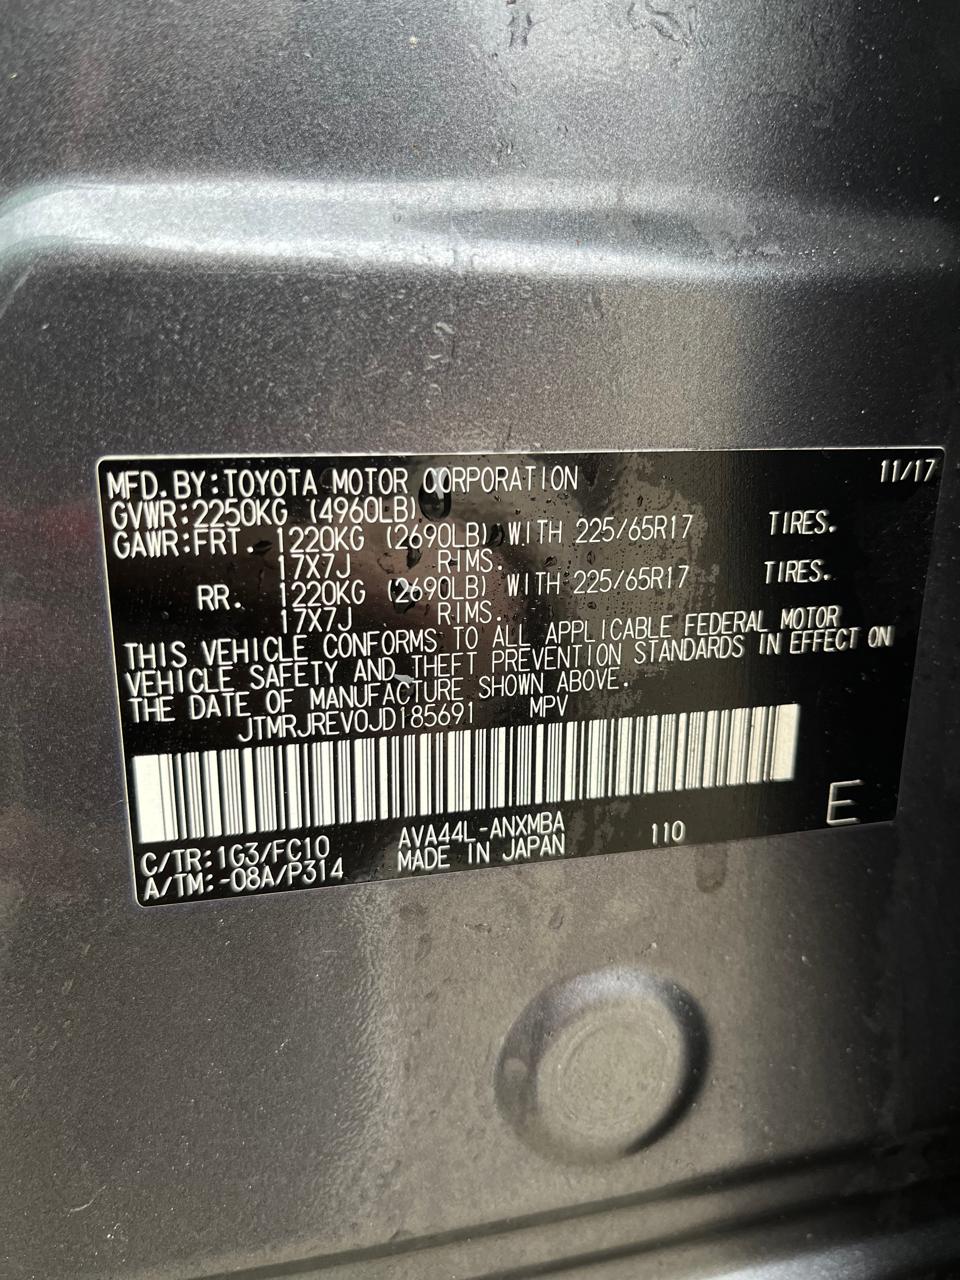 MFD. BY:TOYOTA MOTOR CORPORATION 11/17
GVWR:2250KG (4960LB)
GAWR:FRT. 1220KG (2690LB) WITH 225/65R17 TIRES.
17X7J RIMS.
RR. 1220KG (2690LB) WITH 225/65R17 TIRES.
17X7J RIMS.
THIS VEHICLE CONFORMS TO ALL APPLICABLE FEDERAL MOTOR
VEHICLE SAFETY AND THEFT PREVENTION STANDARDS IN EFFECT ON
THE DATE OF MANUFACTURE SHOWN ABOVE.
JTMRJREV0JD185691 MPV
E
C/TR:1G3/FC10 AVA44L-ANXMBA 110
A/TM:-08A/P314 MADE IN JAPAN